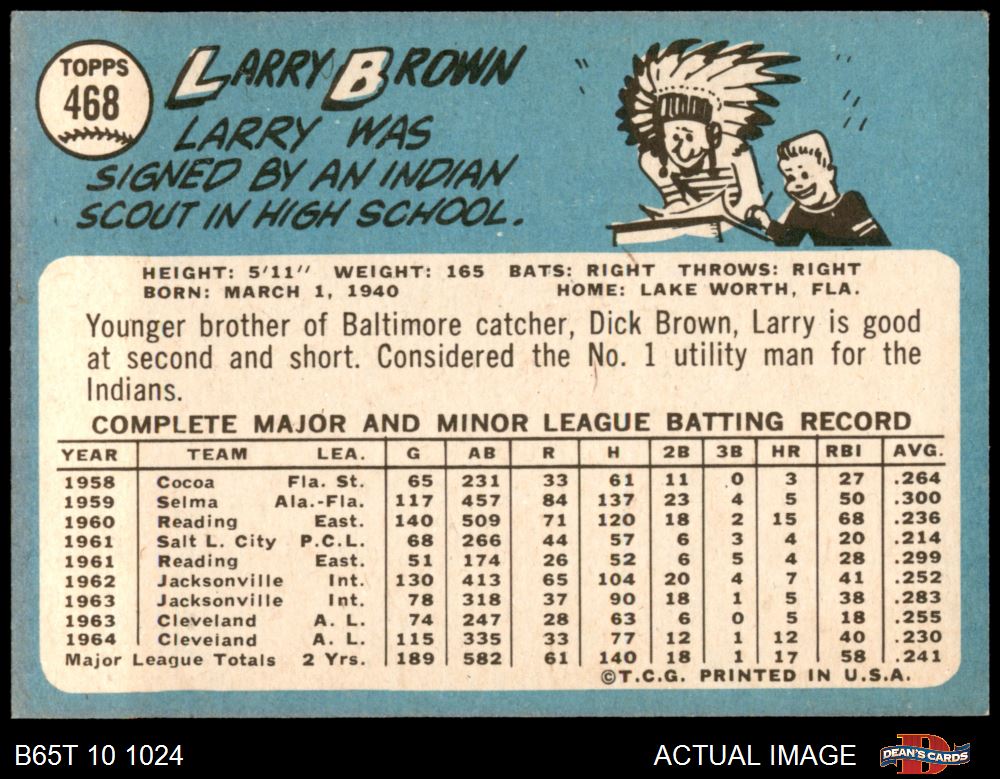 TOPPS
468
LARRY BROWN
LARRY WAS
SIGNED BY AN INDIAN
SCOUT IN HIGH SCHOOL.
HEIGHT: 5'11" WEIGHT: 165 BATS: RIGHT THROWS: RIGHT
BORN: MARCH 1, 1940 HOME: LAKE WORTH, FLA.
Younger brother of Baltimore catcher, Dick Brown, Larry is good
at second and short. Considered the No. 1 utility man for the
Indians.
COMPLETE MAJOR AND MINOR LEAGUE BATTING RECORD
YEAR TEAM LEA. G AB R H 2B 3B HR RBI AVG.
1958 Cocoa Fla. St. 65 231 33 61 11 0 3 27 .264
1959 Selma Ala.-Fla. 117 457 84 137 23 4 5 50 .300
1960 Reading East. 140 509 71 120 18 2 15 68 .236
1961 Salt L. City P.C.L. 68 266 44 57 6 3 4 20 .214
1961 Reading East. 51 174 26 52 6 5 4 28 .299
1962 Jacksonville Int. 130 413 65 104 20 4 7 41 .252
1963 Jacksonville Int. 78 318 37 90 18 1 5 38 .283
1963 Cleveland A. L. 74 247 28 63 6 0 5 18 .255
1964 Cleveland A. L. 115 335 33 77 12 1 12 40 .230
Major League Totals 2 Yrs. 189 582 61 140 18 1 17 58 .241
©T.C.G. PRINTED IN U.S.A.
B65T 10 1024
ACTUAL IMAGE
D
DEAN'S CARDS